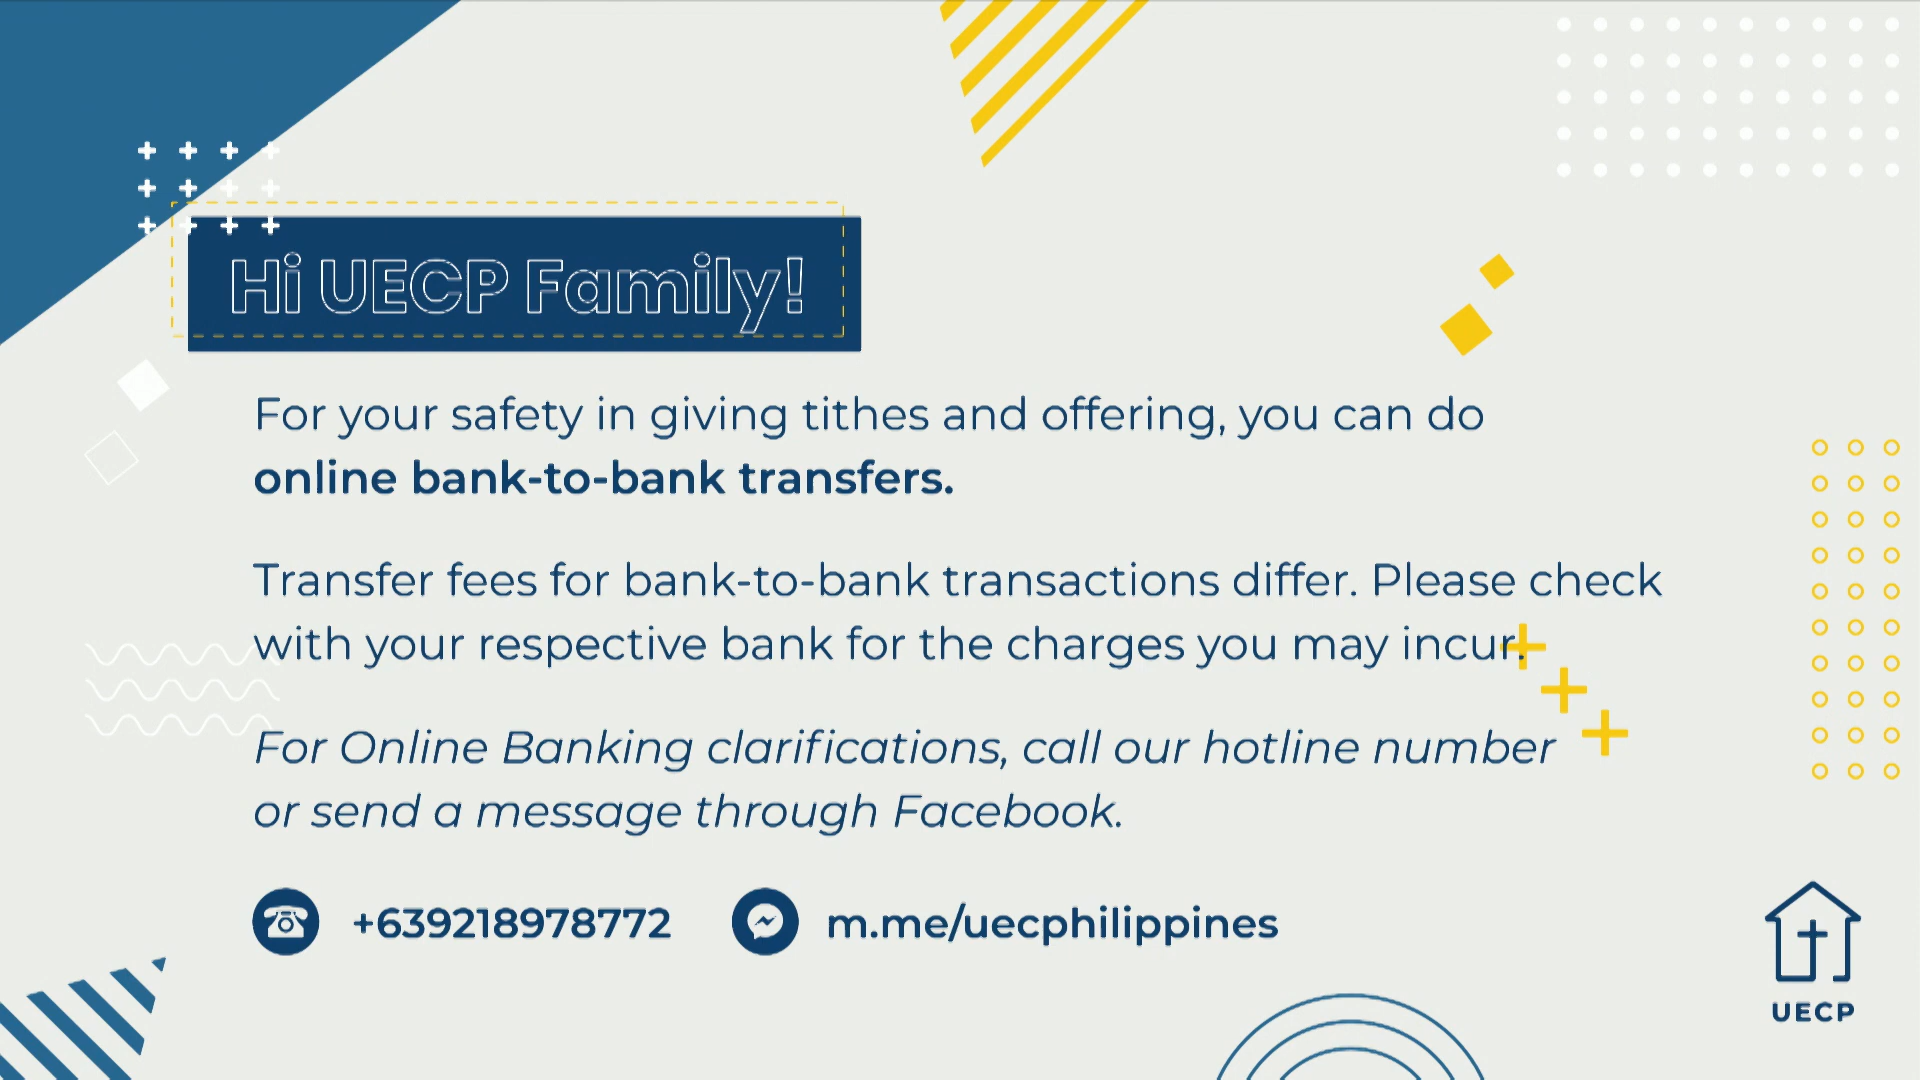 Hi UECP Family!
For your safety in giving tithes and offering, you can do
online bank-to-bank transfers.
Transfer fees for bank-to-bank transactions differ. Please check
with your respective bank for the charges you may incur.
For Online Banking clarifications, call our hotline number
or send a message through Facebook.
+639218978772 m.me/uecphilippines
UECP